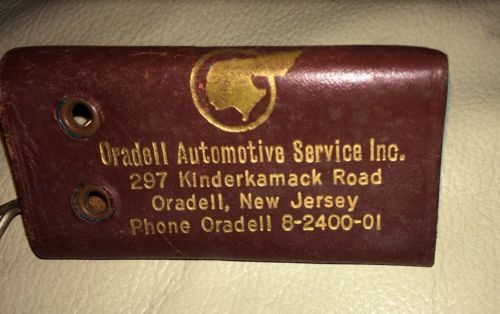 Oradell Automotive Service Inc.
297 Kinderkamack Road
Oradell, New Jersey
Phone Oradell 8-2400-01